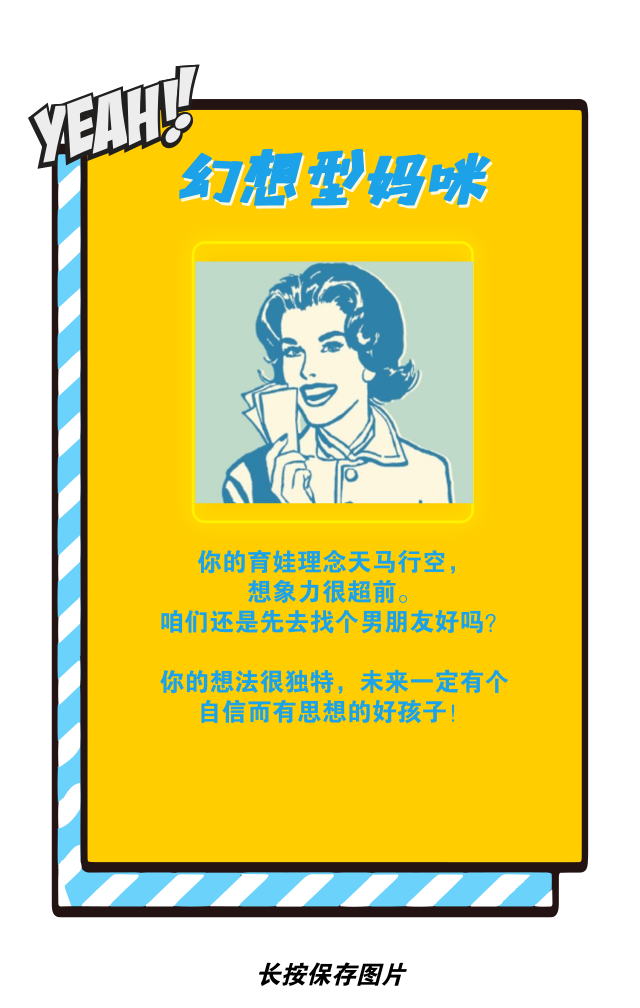 YEAH!!
幻想型妈咪
你的育娃理念天马行空，
想象力很超前。
咱们还是先去找个男朋友好吗？
你的想法很独特，未来一定有个
自信而有思想的好孩子！
长按保存图片